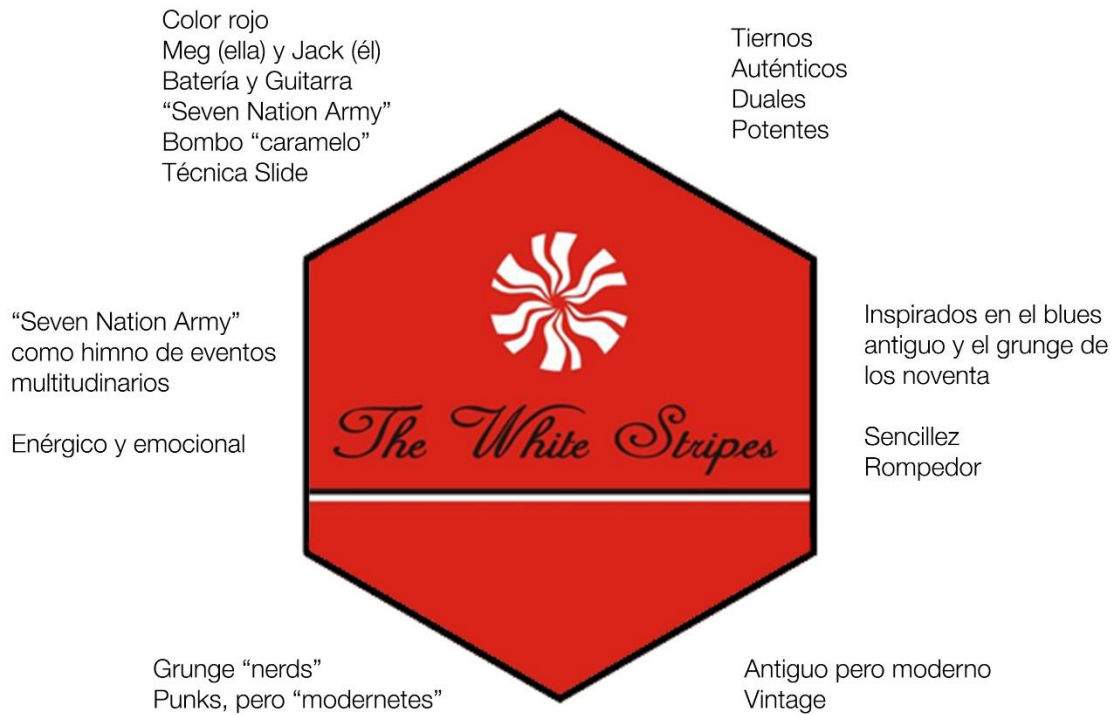 Color rojo
Meg (ella) y Jack (él)
Batería y Guitarra
“Seven Nation Army”
Bombo “caramelo”
Técnica Slide
Tiernos
Auténticos
Duales
Potentes
“Seven Nation Army”
como himno de eventos
multitudinarios
Enérgico y emocional
The White Stripes
Inspirados en el blues
antiguo y el grunge de
los noventa
Sencillez
Rompedor
Grunge “nerds”
Punks, pero “modernetes”
Antiguo pero moderno
Vintage